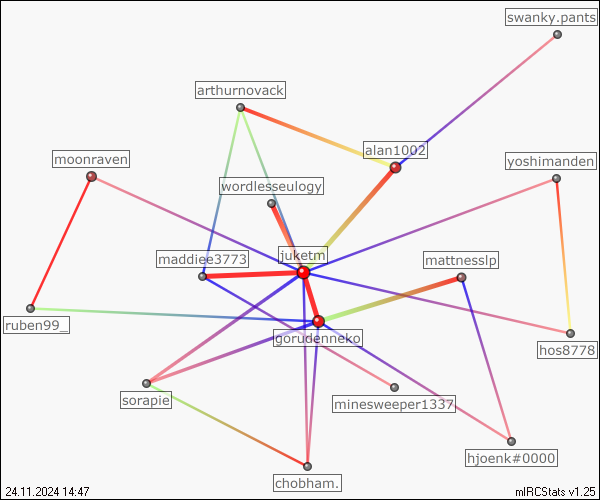 swanky.pants
arthurnovack
alan1002
moonraven
yoshimanden
wordlesseulogy
juketm
maddiee3773
mattnesslp
ruben99_
gorudenneko
hos8778
sorapie
minesweeper1337
hjoenk#0000
chobham.
24.11.2024 14:47
mIRCStats v1.25